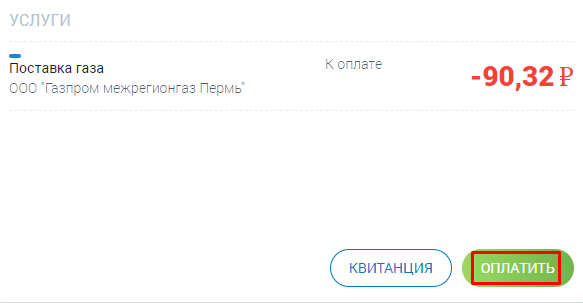 УСЛУГИ
Поставка газа
ООО "Газпром межрегионгаз Пермь"
К оплате
-90,32 ₽
КВИТАНЦИЯ
ОПЛАТИТЬ